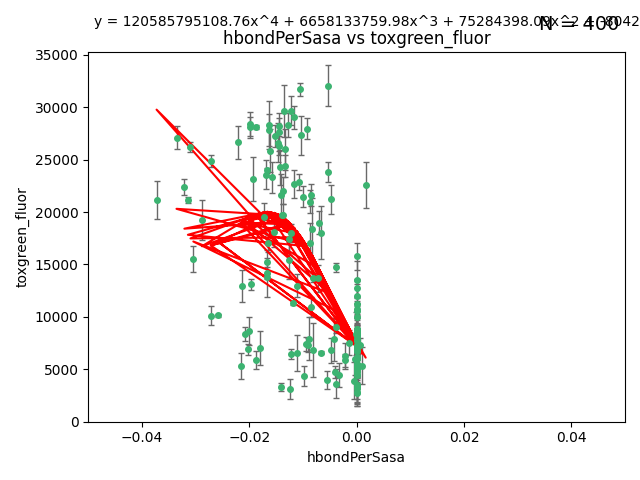 y = 120585795108.76x^4 + 6658133759.98x^3 + 75284398.0
N = 400
hbondPerSasa vs toxgreen_fluor
toxgreen_fluor
35000
30000
25000
20000
15000
10000
5000
0
−0.04
−0.02
0.00
0.02
0.04
hbondPerSasa